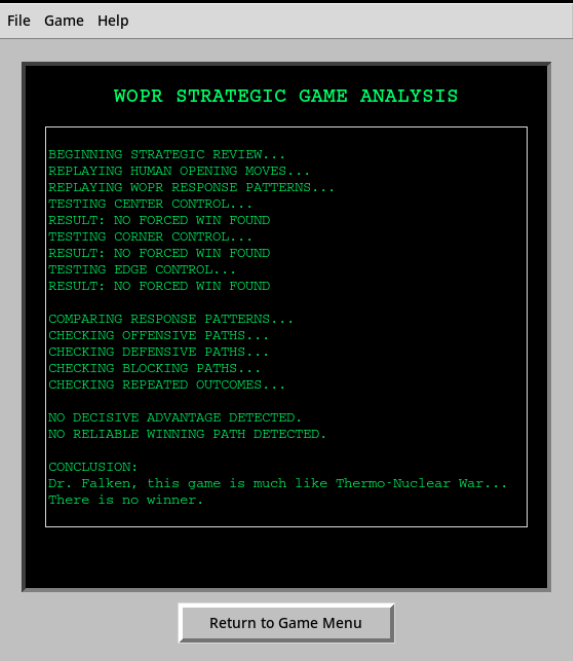 File Game Help
WOPR STRATEGIC GAME ANALYSIS
BEGINNING STRATEGIC REVIEW...
REPLAYING HUMAN OPENING MOVES...
REPLAYING WOPR RESPONSE PATTERNS...
TESTING CENTER CONTROL...
RESULT: NO FORCED WIN FOUND
TESTING CORNER CONTROL...
RESULT: NO FORCED WIN FOUND
TESTING EDGE CONTROL...
RESULT: NO FORCED WIN FOUND
COMPARING RESPONSE PATTERNS...
CHECKING OFFENSIVE PATHS...
CHECKING DEFENSIVE PATHS...
CHECKING BLOCKING PATHS...
CHECKING REPEATED OUTCOMES...
NO DECISIVE ADVANTAGE DETECTED.
NO RELIABLE WINNING PATH DETECTED.
CONCLUSION:
Dr. Falken, this game is much like Thermo-Nuclear War...
There is no winner.
Return to Game Menu